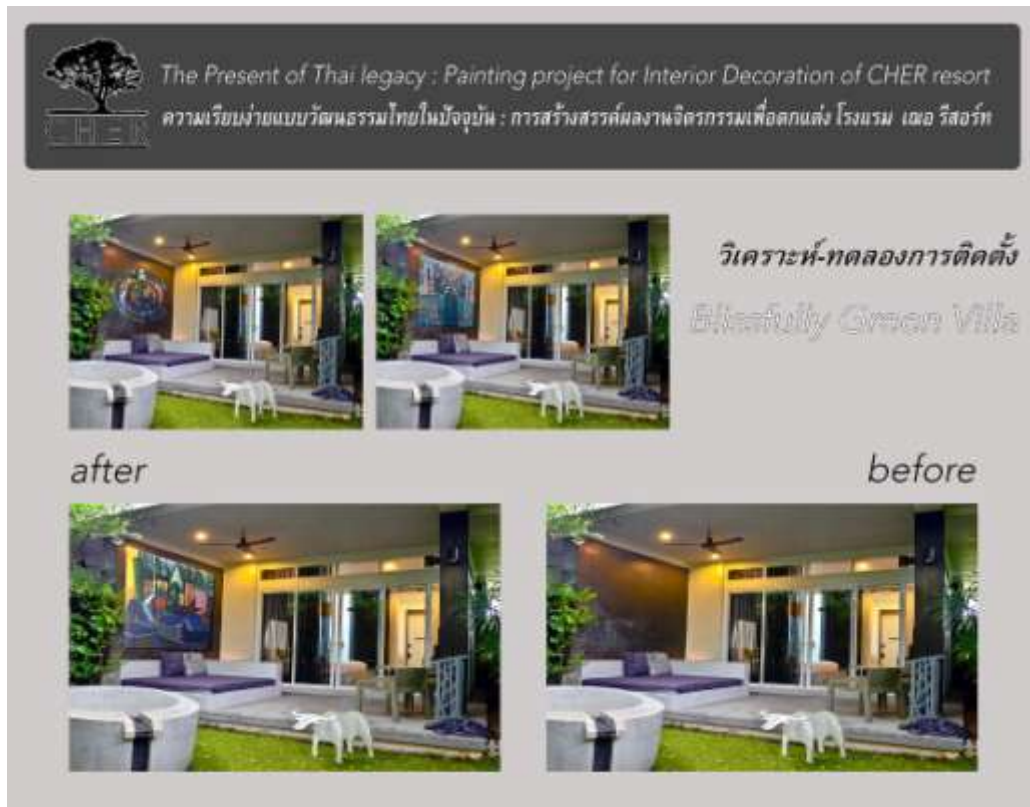 The Present of Thai legacy : Painting project for Interior Decoration of CHER resort
CHER
ความเรียบง่ายแบบวัฒนธรรมไทยในปัจจุบัน : การสร้างสรรค์ผลงานจิตรกรรมเพื่อตกแต่ง โรงแรม เฌอ รีสอร์ท
วิเคราะห์-ทดลองการติดตั้ง
Blissfully Green Villa
after
before